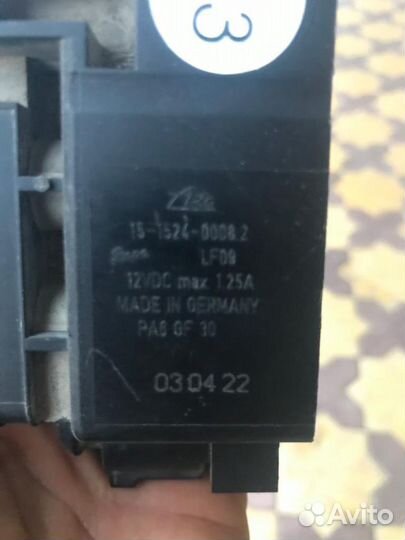 3
Ate
15-1524-0008.2
LF09
12VDC max. 1.25A
MADE IN GERMANY
PA6 GF 30
03 04 22
Avito